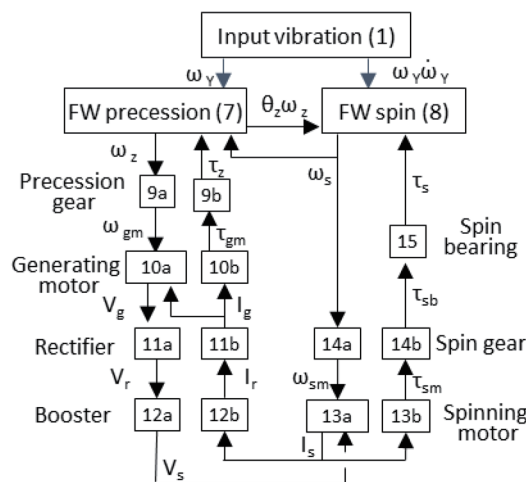 Input vibration (1)
ω_Y
ω_Y ω̇_Y
FW precession (7)
θ_z ω_z
FW spin (8)
ω_z
τ_z
ω_s
τ_s
Precession gear
9a
9b
ω_gm
τ_gm
Spin bearing
15
Generating motor
10a
10b
τ_sb
V_g
I_g
Rectifier
11a
11b
14a
14b
Spin gear
V_r
I_r
ω_sm
τ_sm
Booster
12a
12b
13a
13b
Spinning motor
I_s
V_s